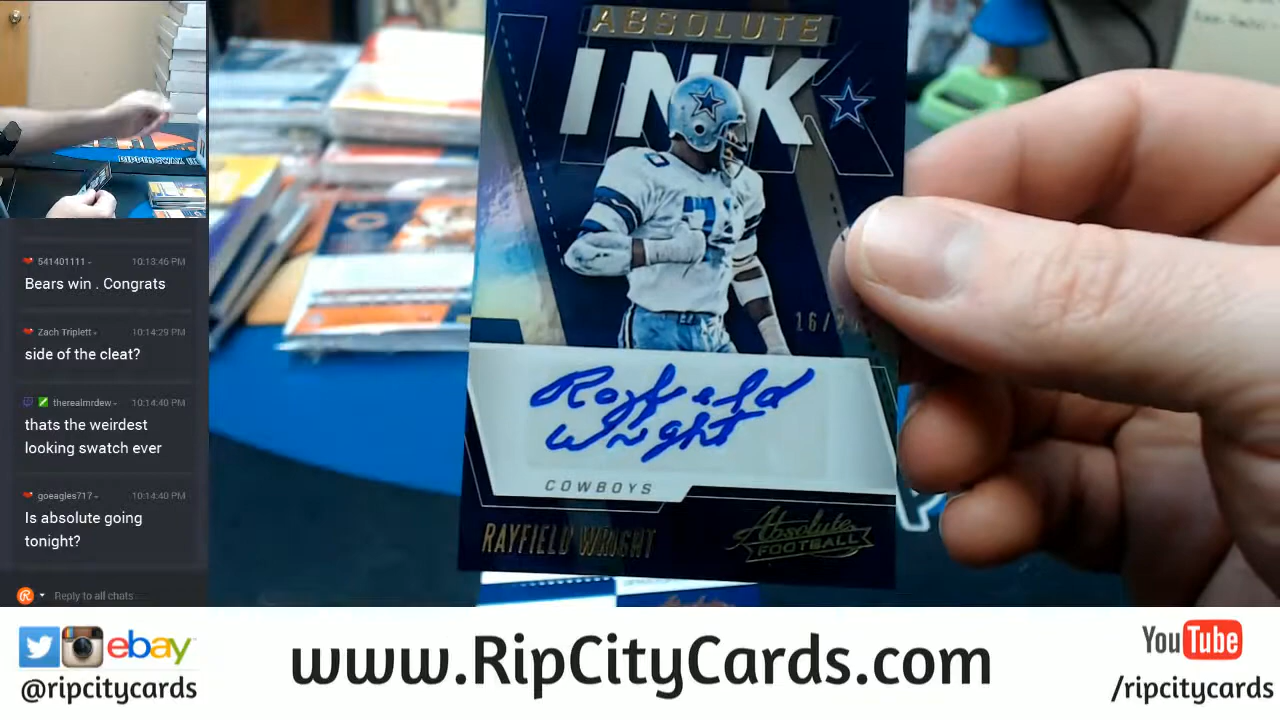 541401111 - 10:13:46 PM
Bears win . Congrats
Zach Triplett - 10:14:29 PM
side of the cleat?
therealmrdew - 10:14:40 PM
thats the weirdest
looking swatch ever
goeagles717 - 10:14:40 PM
Is absolute going
tonight?
Reply to all chats
ABSOLUTE
INK
16/
Rayfield
Wright
COWBOYS
RAYFIELD WRIGHT
Absolute
FOOTBALL
ebay
@ripcitycards
www.RipCityCards.com
YouTube
/ripcitycards